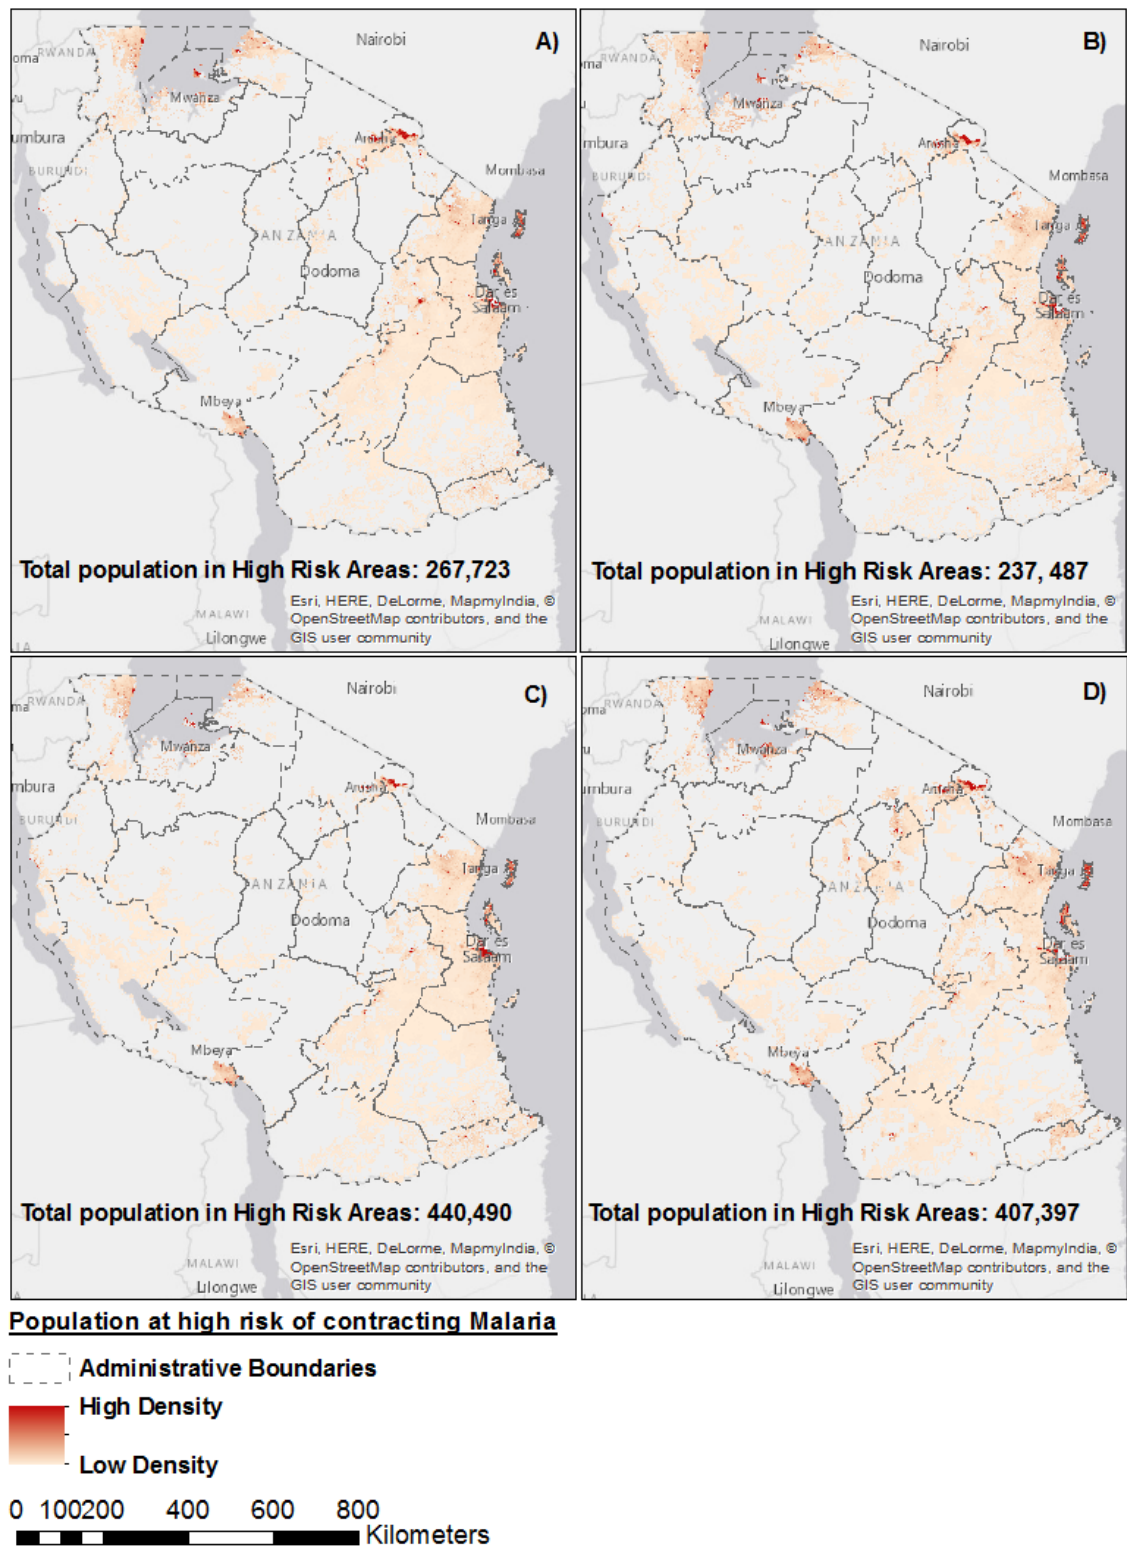 A)
Nairobi
oma
RWANDA
Mwanza
umbura
Arusha
BURUNDI
Mombasa
Tanga
TANZANIA
Dodoma
Dar es
Salaam
Mbeya
Total population in High Risk Areas: 267,723
Esri, HERE, DeLorme, MapmyIndia, ©
OpenStreetMap contributors, and the
GIS user community
MALAWI
Lilongwe
B)
Nairobi
ma
RWANDA
Mwanza
mbura
Arusha
BURUNDI
Mombasa
Tanga
TANZANIA
Dodoma
Dar es
Salaam
Mbeya
Total population in High Risk Areas: 237, 487
Esri, HERE, DeLorme, MapmyIndia, ©
OpenStreetMap contributors, and the
GIS user community
MALAWI
Lilongwe
C)
Nairobi
ma
RWANDA
Mwanza
mbura
Arusha
BURUNDI
Mombasa
Tanga
TANZANIA
Dodoma
Dar es
Salaam
Mbeya
Total population in High Risk Areas: 440,490
Esri, HERE, DeLorme, MapmyIndia, ©
OpenStreetMap contributors, and the
GIS user community
MALAWI
Lilongwe
D)
Nairobi
oma
RWANDA
Mwanza
umbura
Arusha
BURUNDI
Mombasa
Tanga
TANZANIA
Dodoma
Dar es
Salaam
Mbeya
Total population in High Risk Areas: 407,397
Esri, HERE, DeLorme, MapmyIndia, ©
OpenStreetMap contributors, and the
GIS user community
MALAWI
Lilongwe
Population at high risk of contracting Malaria
Administrative Boundaries
High Density
Low Density
0 100 200 400 600 800
Kilometers